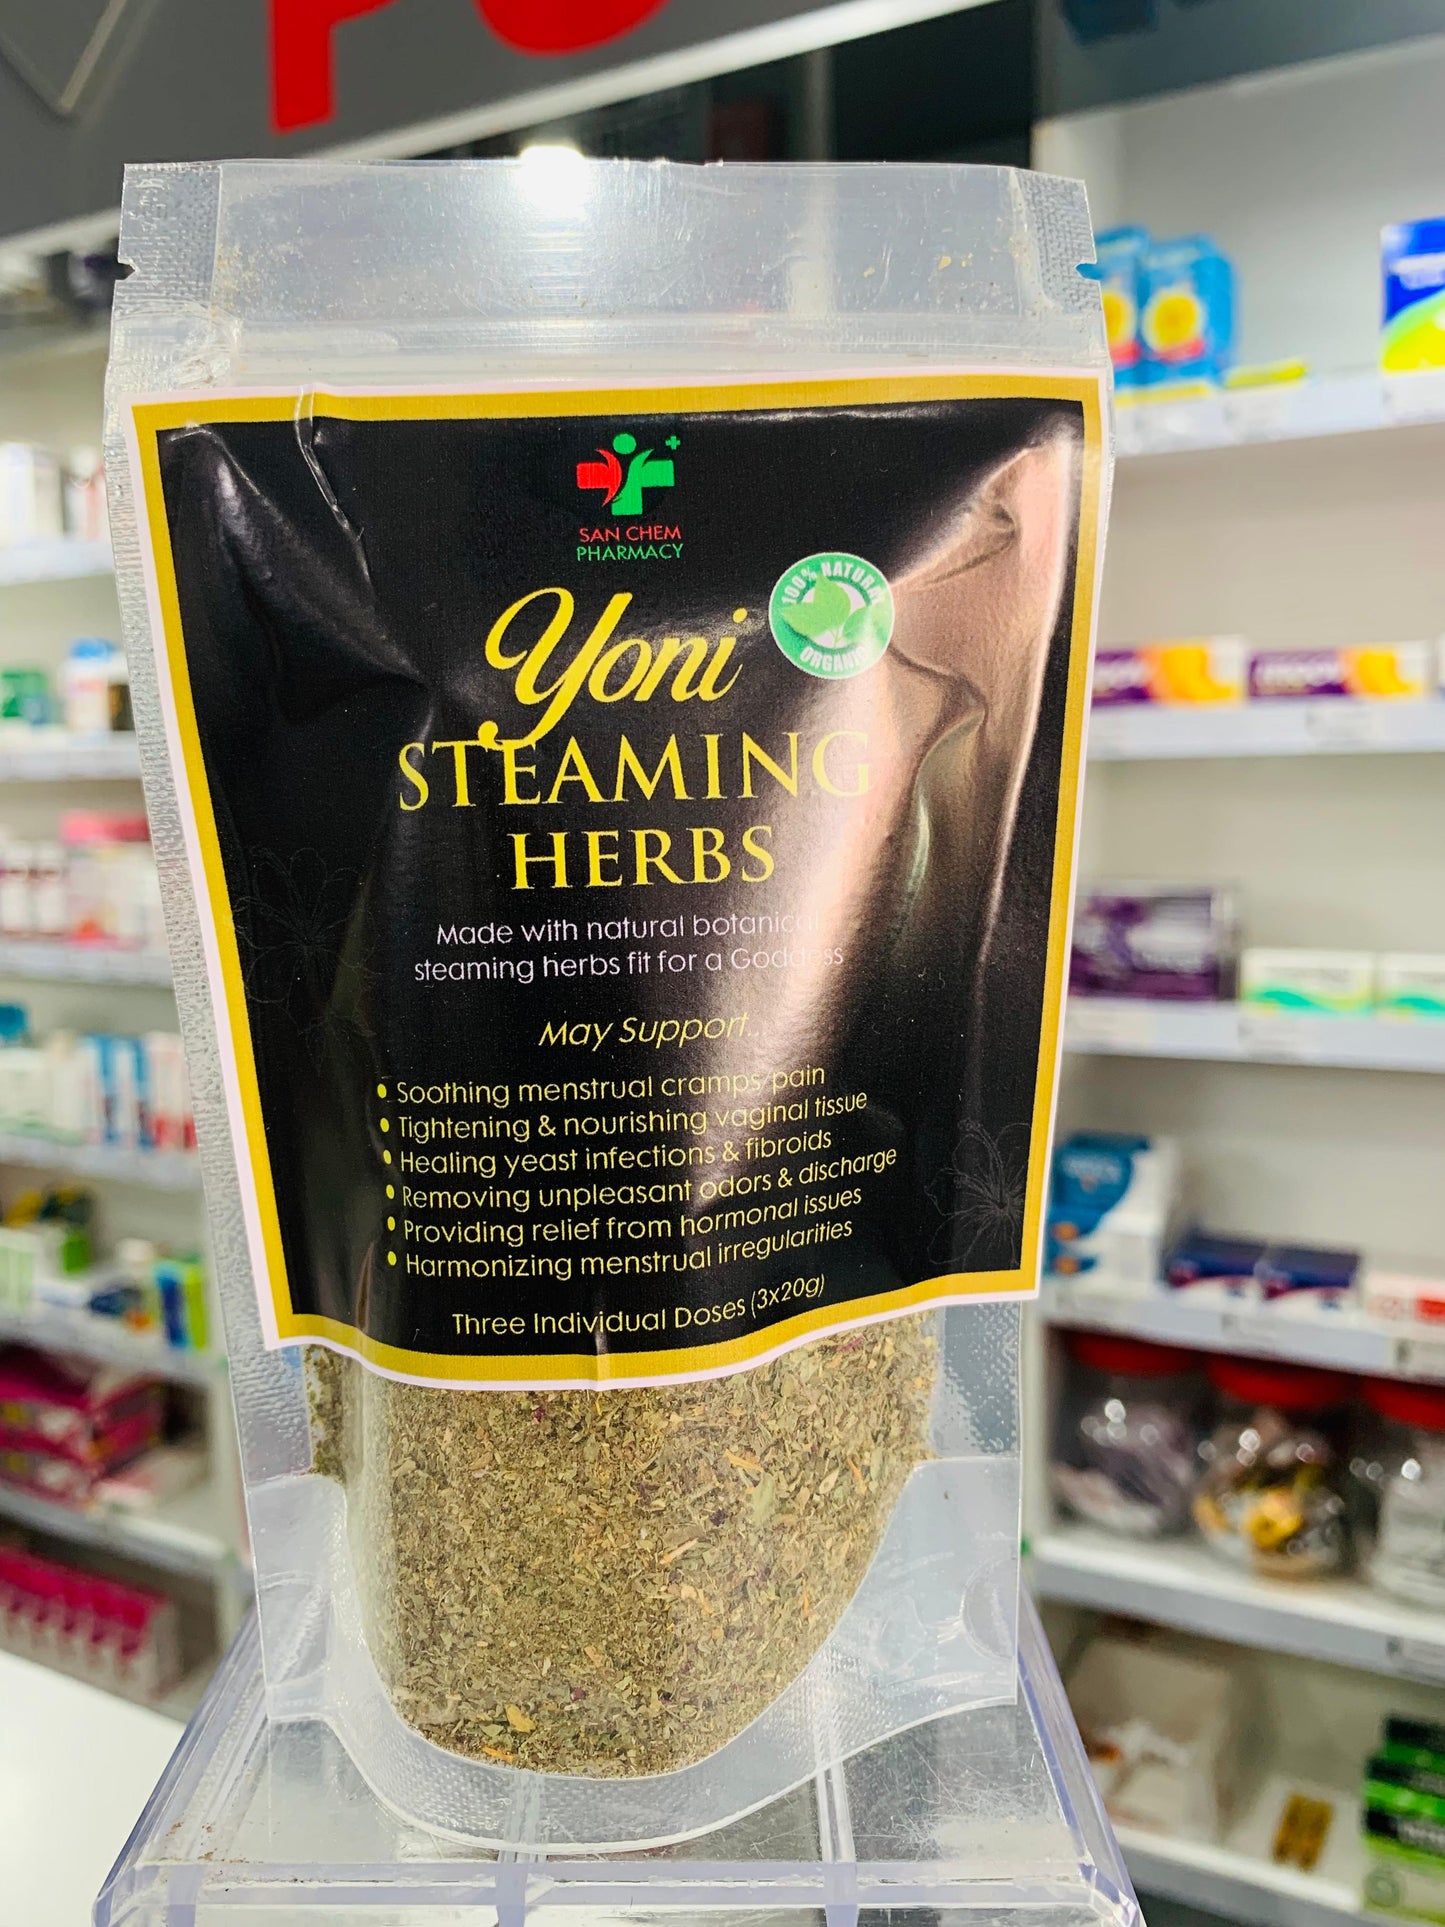 SAN CHEM
PHARMACY
100% NATURAL
ORGANIC
Yoni
STEAMING
HERBS
Made with natural botanical
steaming herbs fit for a Goddess
May Support..
• Soothing menstrual cramps/pain
• Tightening & nourishing vaginal tissue
• Healing yeast infections & fibroids
• Removing unpleasant odors & discharge
• Providing relief from hormonal issues
• Harmonizing menstrual irregularities
Three Individual Doses (3x20g)